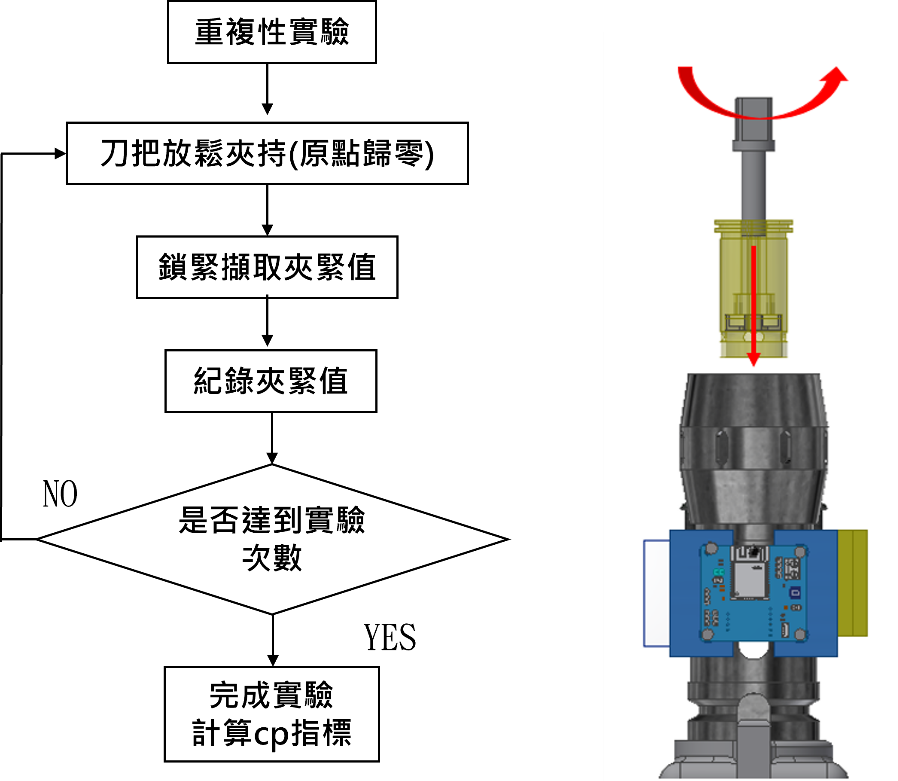 重複性實驗
刀把放鬆夾持(原點歸零)
鎖緊擷取夾緊值
紀錄夾緊值
是否達到實驗
次數
NO
YES
完成實驗
計算cp指標